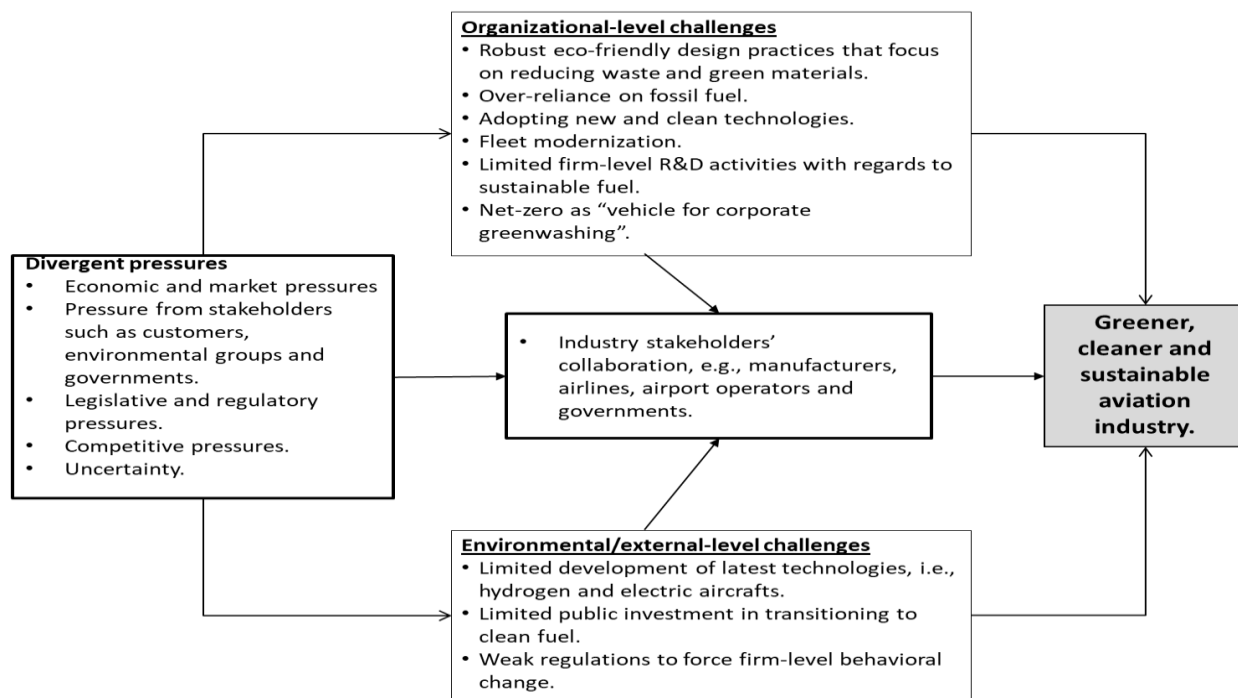 Organizational-level challenges
• Robust eco-friendly design practices that focus
on reducing waste and green materials.
• Over-reliance on fossil fuel.
• Adopting new and clean technologies.
• Fleet modernization.
• Limited firm-level R&D activities with regards to
sustainable fuel.
• Net-zero as “vehicle for corporate
greenwashing”.
Divergent pressures
• Economic and market pressures
• Pressure from stakeholders
such as customers,
environmental groups and
governments.
• Legislative and regulatory
pressures.
• Competitive pressures.
• Uncertainty.
• Industry stakeholders’
collaboration, e.g., manufacturers,
airlines, airport operators and
governments.
Greener,
cleaner and
sustainable
aviation
industry.
Environmental/external-level challenges
• Limited development of latest technologies, i.e.,
hydrogen and electric aircrafts.
• Limited public investment in transitioning to
clean fuel.
• Weak regulations to force firm-level behavioral
change.